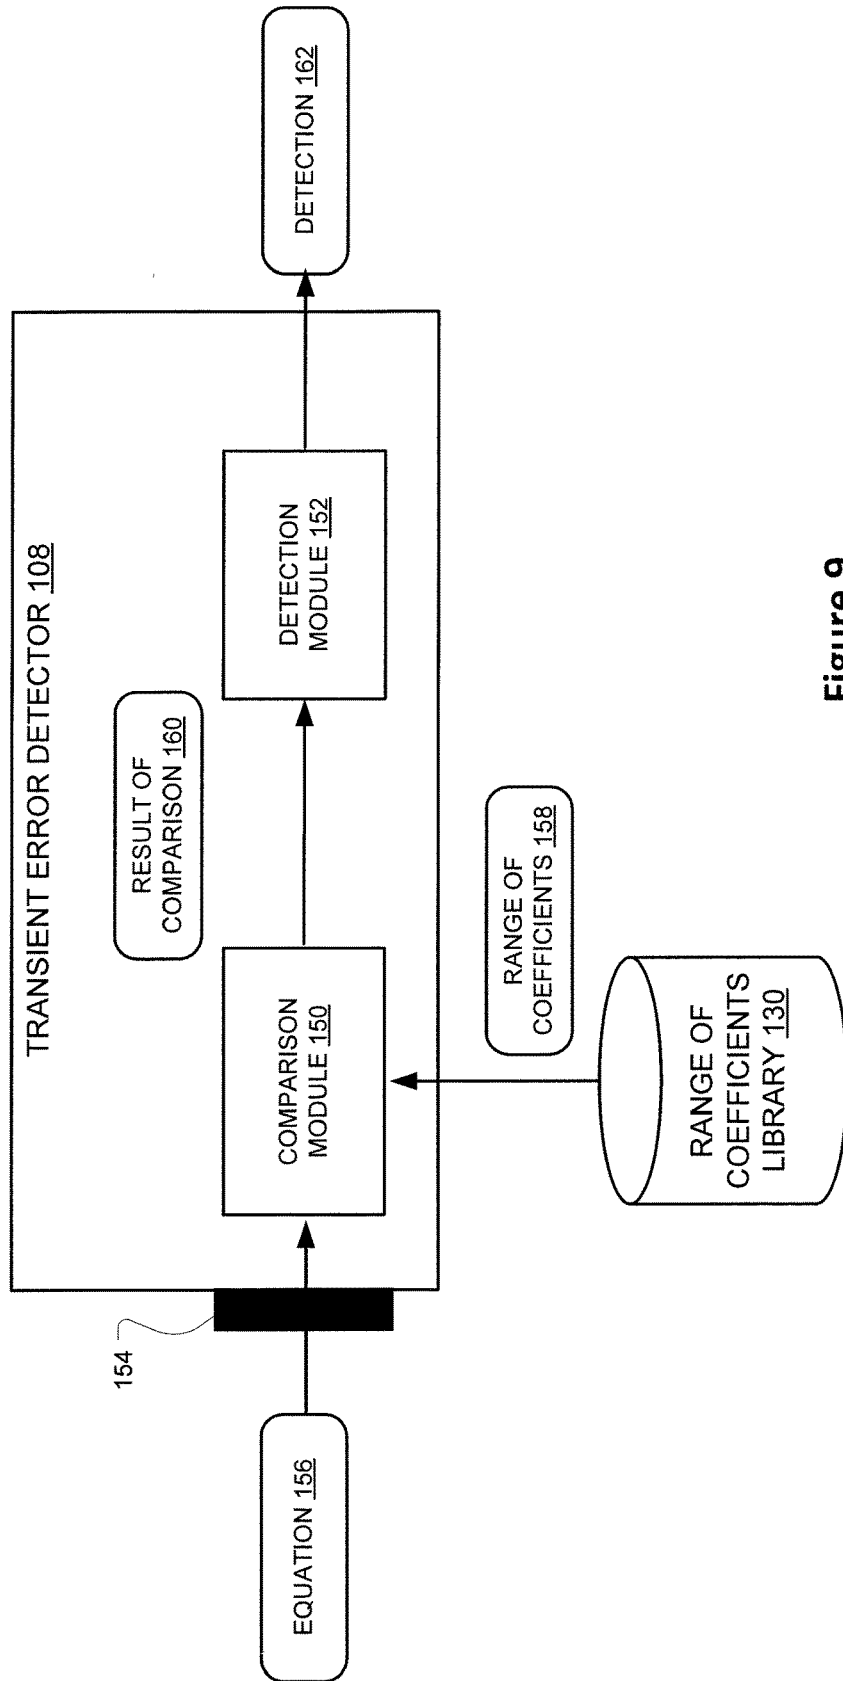 TRANSIENT ERROR DETECTOR 108
154
EQUATION 156
COMPARISON
MODULE 150
RESULT OF
COMPARISON 160
DETECTION
MODULE 152
DETECTION 162
RANGE OF
COEFFICIENTS 158
RANGE OF
COEFFICIENTS
LIBRARY 130
Figure 9